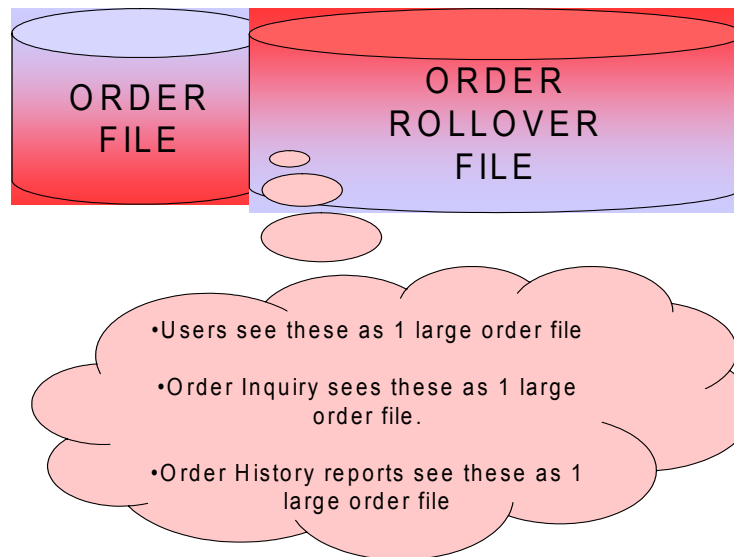 ORDER
FILE
ORDER
ROLLOVER
FILE
•Users see these as 1 large order file
•Order Inquiry sees these as 1 large
order file.
•Order History reports see these as 1
large order file